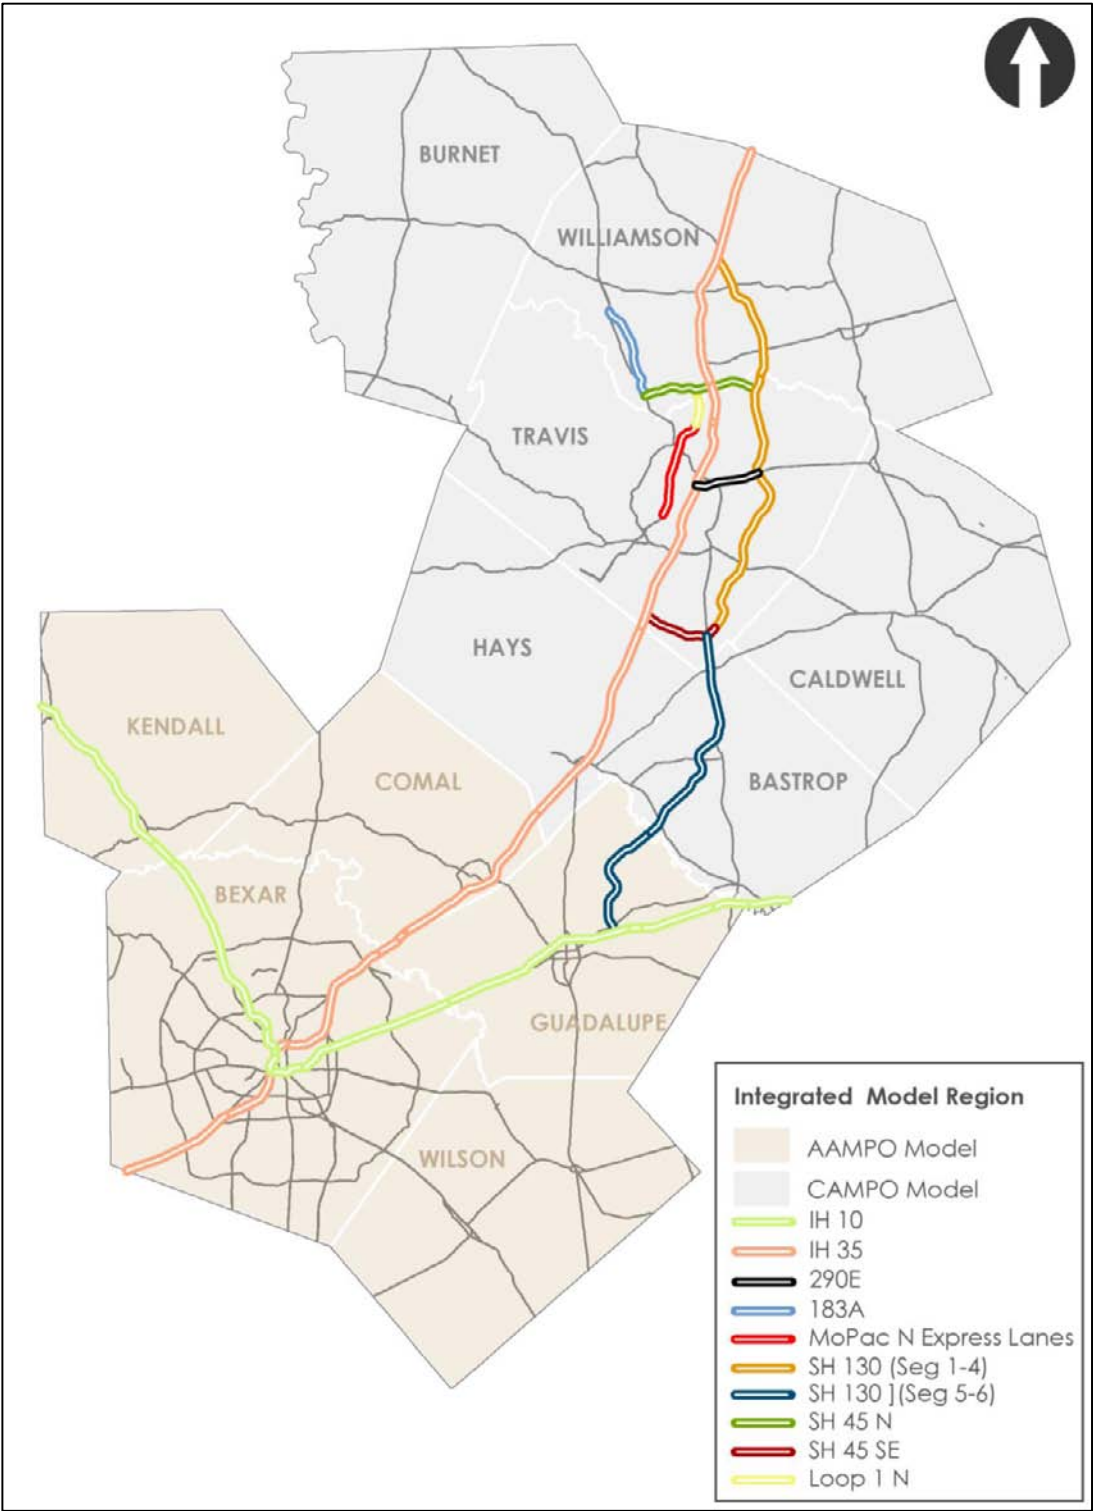 BURNET
WILLIAMSON
TRAVIS
HAYS
CALDWELL
KENDALL
COMAL
BASTROP
BEXAR
GUADALUPE
WILSON
Integrated Model Region
AAMPO Model
CAMPO Model
IH 10
IH 35
290E
183A
MoPac N Express Lanes
SH 130 (Seg 1-4)
SH 130 ](Seg 5-6)
SH 45 N
SH 45 SE
Loop 1 N